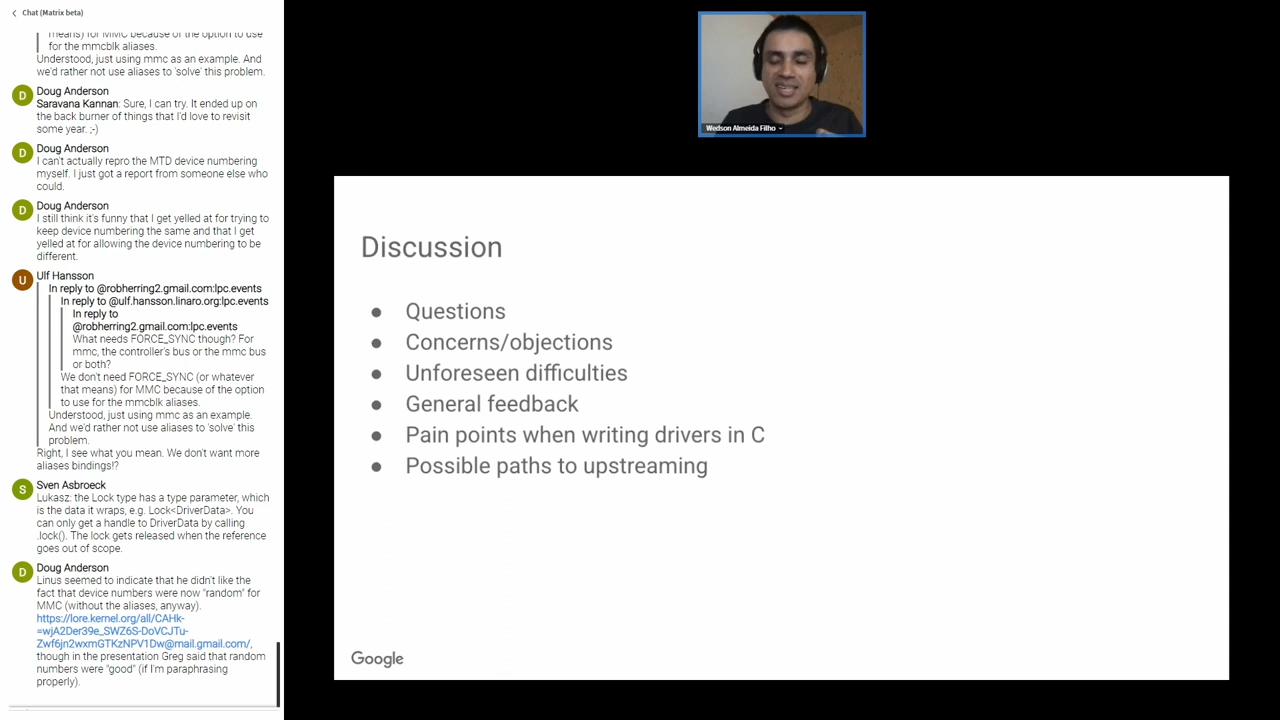 Chat (Matrix beta)
means) for MMC because of the option to use
for the mmcblk aliases.
Understood, just using mmc as an example. And
we'd rather not use aliases to 'solve' this problem.
D
Doug Anderson
Saravana Kannan: Sure, I can try. It ended up on
the back burner of things that I'd love to revisit
some year. ;-)
D
Doug Anderson
I can't actually repro the MTD device numbering
myself. I just got a report from someone else who
could.
D
Doug Anderson
I still think it's funny that I get yelled at for trying to
keep device numbering the same and that I get
yelled at for allowing the device numbering to be
different.
U
Ulf Hansson
In reply to @robherring2.gmail.com:lpc.events
In reply to @ulf.hansson.linaro.org:lpc.events
In reply to
@robherring2.gmail.com:lpc.events
What needs FORCE_SYNC though? For
mmc, the controller's bus or the mmc bus
or both?
We don't need FORCE_SYNC (or whatever
that means) for MMC because of the option
to use for the mmcblk aliases.
Understood, just using mmc as an example.
And we'd rather not use aliases to 'solve' this
problem.
Right, I see what you mean. We don't want more
aliases bindings!?
S
Sven Asbroeck
Lukasz: the Lock type has a type parameter, which
is the data it wraps, e.g. Lock<DriverData>. You
can only get a handle to DriverData by calling
.lock(). The lock gets released when the reference
goes out of scope.
D
Doug Anderson
Linus seemed to indicate that he didn't like the
fact that device numbers were now "random" for
MMC (without the aliases, anyway).
https://lore.kernel.org/all/CAHk-
=wjA2Der39e_SWZ6S-DoVCJTu-
Zwf6jn2wxmGTKzNPV1Dw@mail.gmail.com/,
though in the presentation Greg said that random
numbers were "good" (if I'm paraphrasing
properly).
Wedson Almeida Filho
Discussion
● Questions
● Concerns/objections
● Unforeseen difficulties
● General feedback
● Pain points when writing drivers in C
● Possible paths to upstreaming
Google